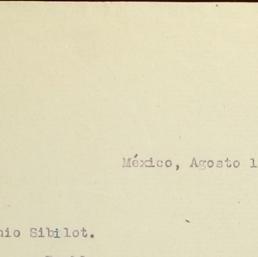 México, Agosto 1
nio Sibilot.